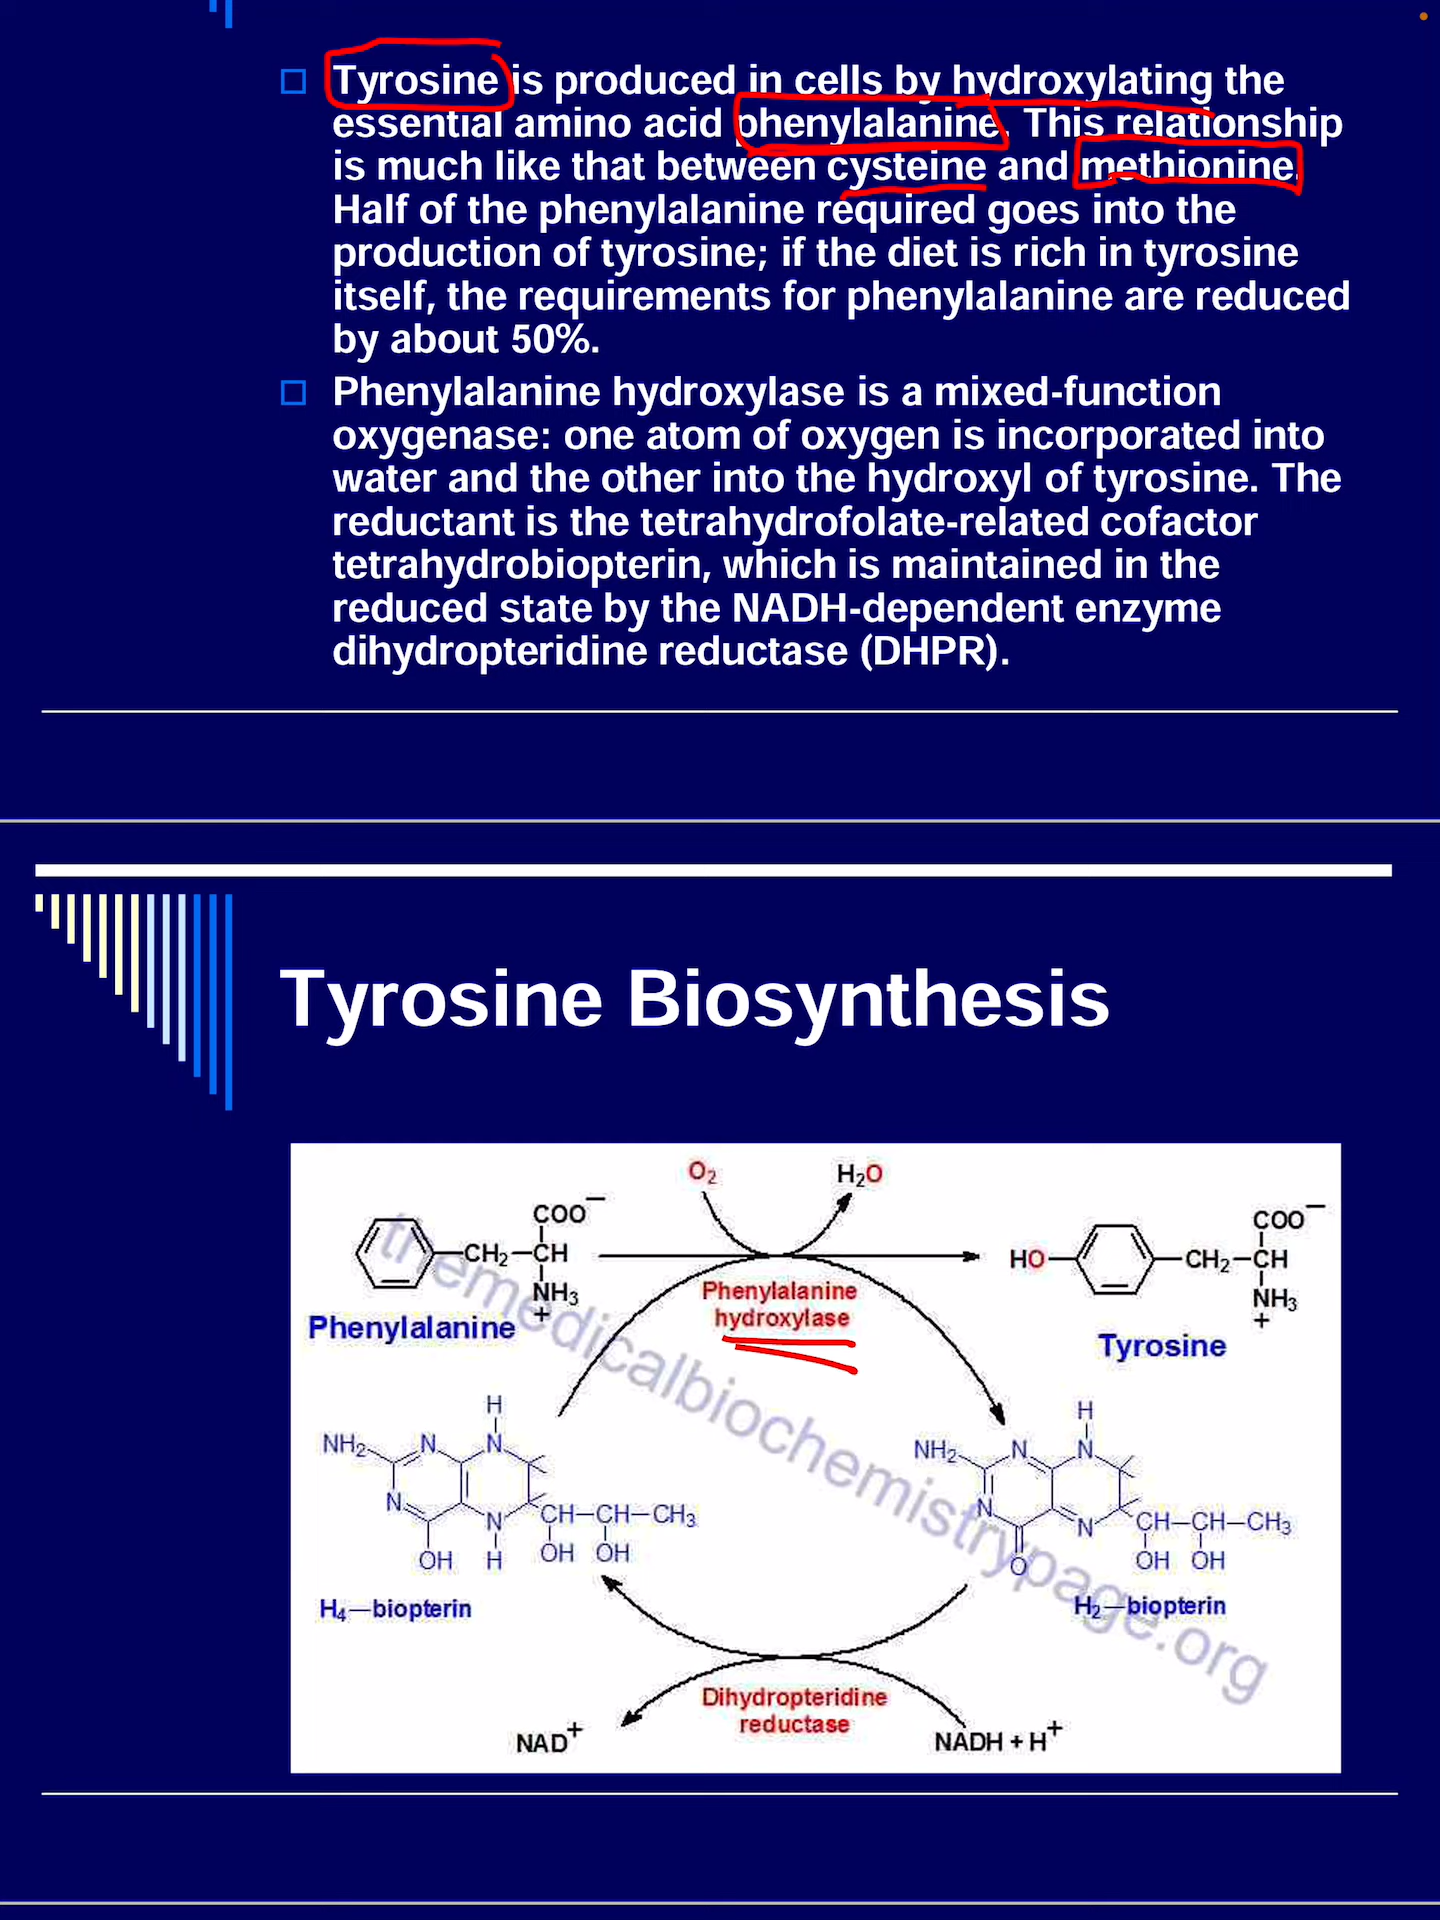 Tyrosine is produced in cells by hydroxylating the
essential amino acid phenylalanine. This relationship
is much like that between cysteine and methionine.
Half of the phenylalanine required goes into the
production of tyrosine; if the diet is rich in tyrosine
itself, the requirements for phenylalanine are reduced
by about 50%.
Phenylalanine hydroxylase is a mixed-function
oxygenase: one atom of oxygen is incorporated into
water and the other into the hydroxyl of tyrosine. The
reductant is the tetrahydrofolate-related cofactor
tetrahydrobiopterin, which is maintained in the
reduced state by the NADH-dependent enzyme
dihydropteridine reductase (DHPR).
Tyrosine Biosynthesis
O₂ H₂O
COO⁻ COO⁻
CH₂—CH HO CH₂—CH
NH₃ NH₃
+ +
Phenylalanine
hydroxylase
Phenylalanine Tyrosine
H H
NH₂ N N NH₂ N N
N N CH—CH—CH₃ N N CH—CH—CH₃
OH H OH OH O OH OH
H₄—biopterin H₂—biopterin
Dihydropteridine
reductase
NAD⁺ NADH + H⁺
themedicalbiochemistrypage.org